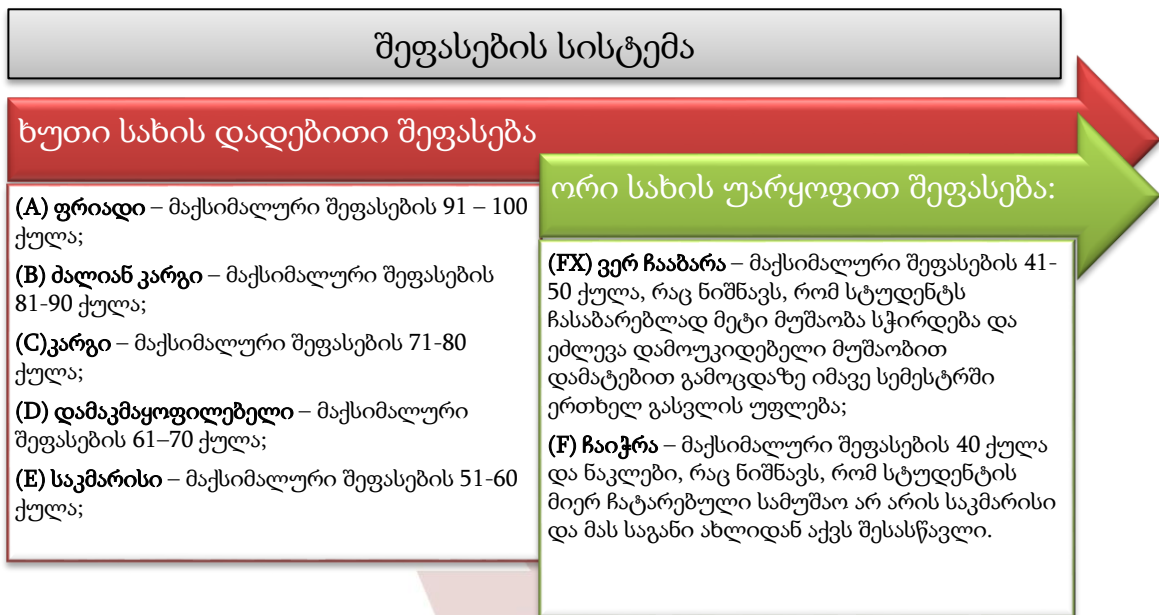 შეფასების სისტემა
ხუთი სახის დადებითი შეფასება
(A) ფრიადი – მაქსიმალური შეფასების 91 – 100
ქულა;
(B) ძალიან კარგი – მაქსიმალური შეფასების
81-90 ქულა;
(C)კარგი – მაქსიმალური შეფასების 71-80
ქულა;
(D) დამაკმაყოფილებელი – მაქსიმალური
შეფასების 61–70 ქულა;
(E) საკმარისი – მაქსიმალური შეფასების 51-60
ქულა;
ორი სახის უარყოფით შეფასება:
(FX) ვერ ჩააბარა – მაქსიმალური შეფასების 41-
50 ქულა, რაც ნიშნავს, რომ სტუდენტს
ჩასაბარებლად მეტი მუშაობა სჭირდება და
ეძლევა დამოუკიდებელი მუშაობით
დამატებით გამოცდაზე იმავე სემესტრში
ერთხელ გასვლის უფლება;
(F) ჩაიჭრა – მაქსიმალური შეფასების 40 ქულა
და ნაკლები, რაც ნიშნავს, რომ სტუდენტის
მიერ ჩატარებული სამუშაო არ არის საკმარისი
და მას საგანი ახლიდან აქვს შესასწავლი.